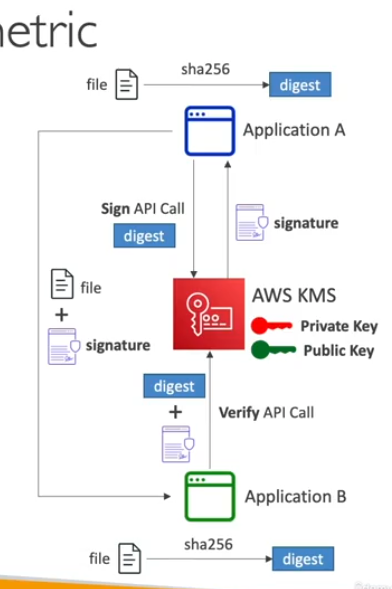 sha256
file
digest
Application A
Sign API Call
digest
signature
file
+
signature
AWS KMS
Private Key
Public Key
digest
+
Verify API Call
Application B
sha256
file
digest